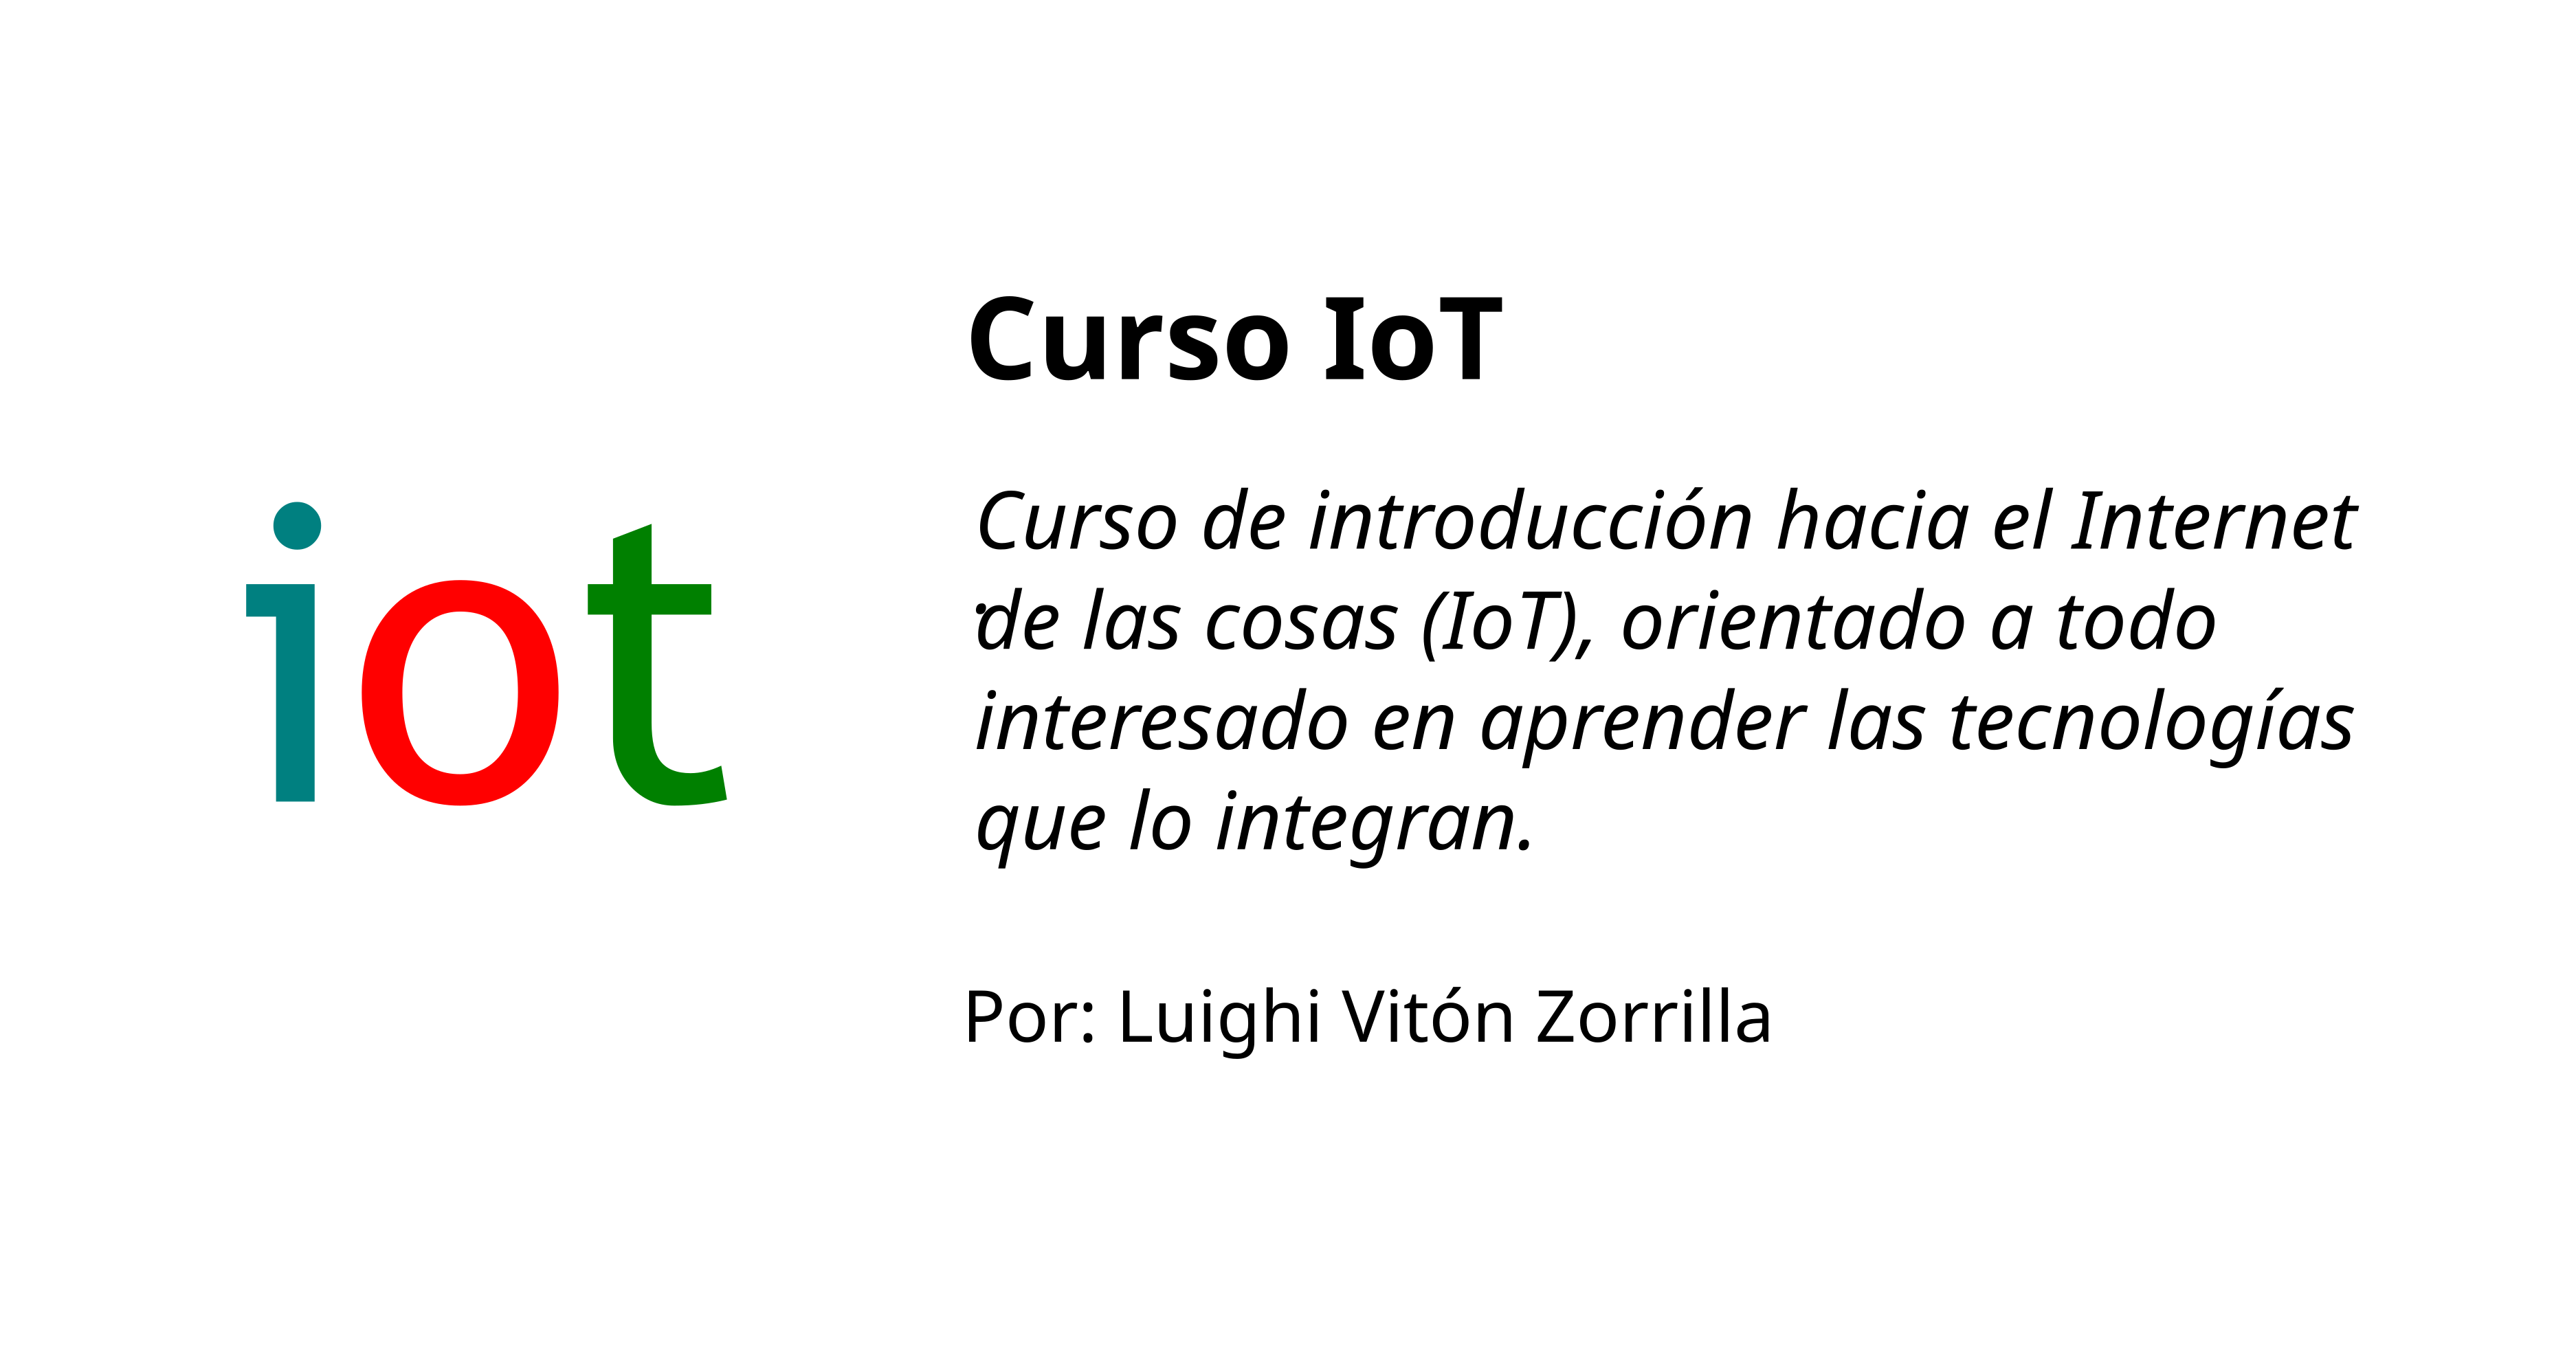 iot
Curso IoT
Curso de introducción hacia el Internet
de las cosas (IoT), orientado a todo
interesado en aprender las tecnologías
que lo integran.
Por: Luighi Vitón Zorrilla